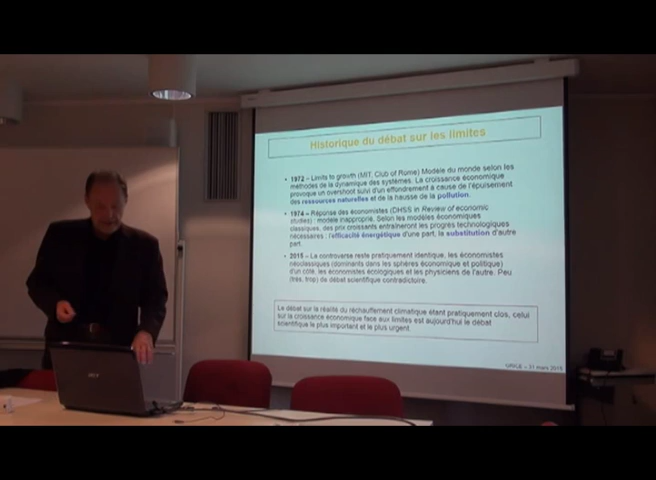 Historique du débat sur les limites
• 1972 – Limits to growth (MIT, Club of Rome) Modèle du monde selon les
méthodes de la dynamique des systèmes. La croissance économique
provoque un overshoot suivi d'un effondrement à cause de l'épuisement
des ressources naturelles et de la hausse de la pollution.
• 1974 – Réponse des économistes (DHSS in Review of economic
studies) : modèle inapproprié. Selon les modèles économiques
classiques, des prix croissants entraîneront les progrès technologiques
nécessaires : l'efficacité énergétique d'une part, la substitution d'autre
part.
• 2015 – La controverse reste pratiquement identique, les économistes
néoclassiques (dominants dans les sphères économique et politique)
d'un côté, les économistes écologiques et les physiciens de l'autre. Peu
(très, trop) de débat scientifique contradictoire.
Le débat sur la réalité du réchauffement climatique étant pratiquement clos, celui
sur la croissance économique face aux limites est aujourd'hui le débat
scientifique le plus important et le plus urgent.
31 mars 2015
acer